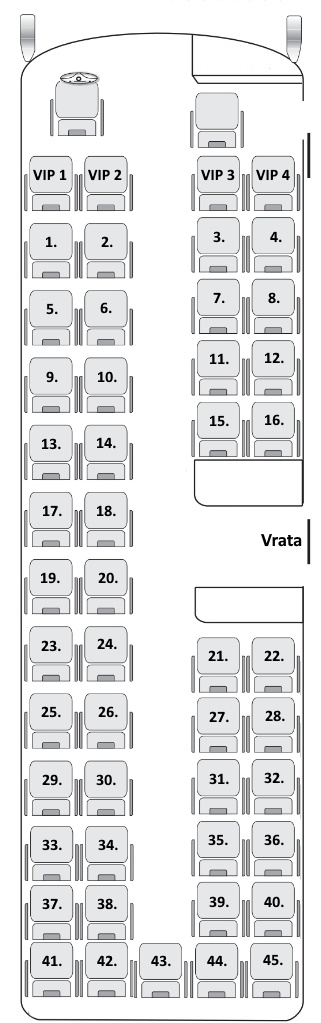 VIP 1 VIP 2 VIP 3 VIP 4
1. 2. 3. 4.
5. 6. 7. 8.
9. 10. 11. 12.
13. 14. 15. 16.
17. 18.
Vrata
19. 20.
23. 24. 21. 22.
25. 26. 27. 28.
29. 30. 31. 32.
33. 34. 35. 36.
37. 38. 39. 40.
41. 42. 43. 44. 45.